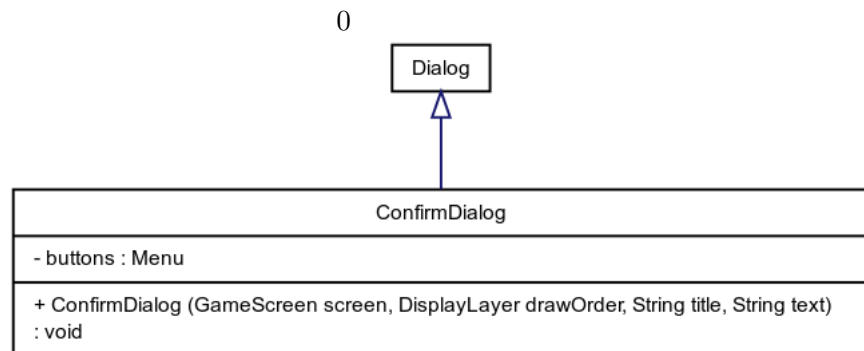 0
Dialog
ConfirmDialog
- buttons : Menu
+ ConfirmDialog (GameScreen screen, DisplayLayer drawOrder, String title, String text)
: void